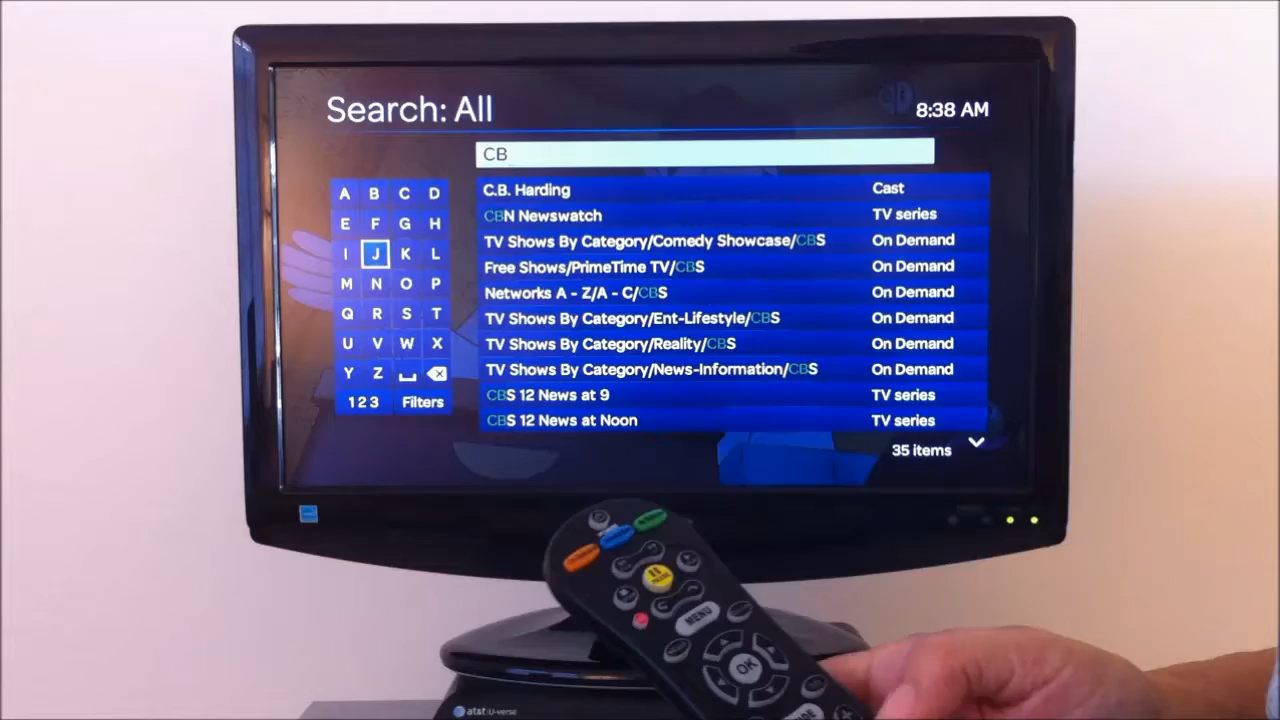 Search: All
8:38 AM
CB
A B C D
E F G H
I J K L
M N O P
Q R S T
U V W X
Y Z
1 2 3 Filters
C.B. Harding Cast
CBN Newswatch TV series
TV Shows By Category/Comedy Showcase/CBS On Demand
Free Shows/PrimeTime TV/CBS On Demand
Networks A - Z/A - C/CBS On Demand
TV Shows By Category/Ent-Lifestyle/CBS On Demand
TV Shows By Category/Reality/CBS On Demand
TV Shows By Category/News-Information/CBS On Demand
CBS 12 News at 9 TV series
CBS 12 News at Noon TV series
35 items
MENU
OK
at&t U-verse